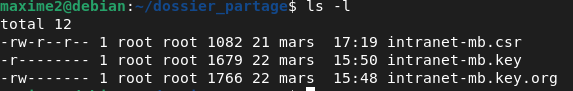 maxime2@debian:~/dossier_partage$ ls -l
total 12
-rw-r--r-- 1 root root 1082 21 mars  17:19 intranet-mb.csr
-r-------- 1 root root 1679 22 mars  15:50 intranet-mb.key
-rw------- 1 root root 1766 22 mars  15:48 intranet-mb.key.org